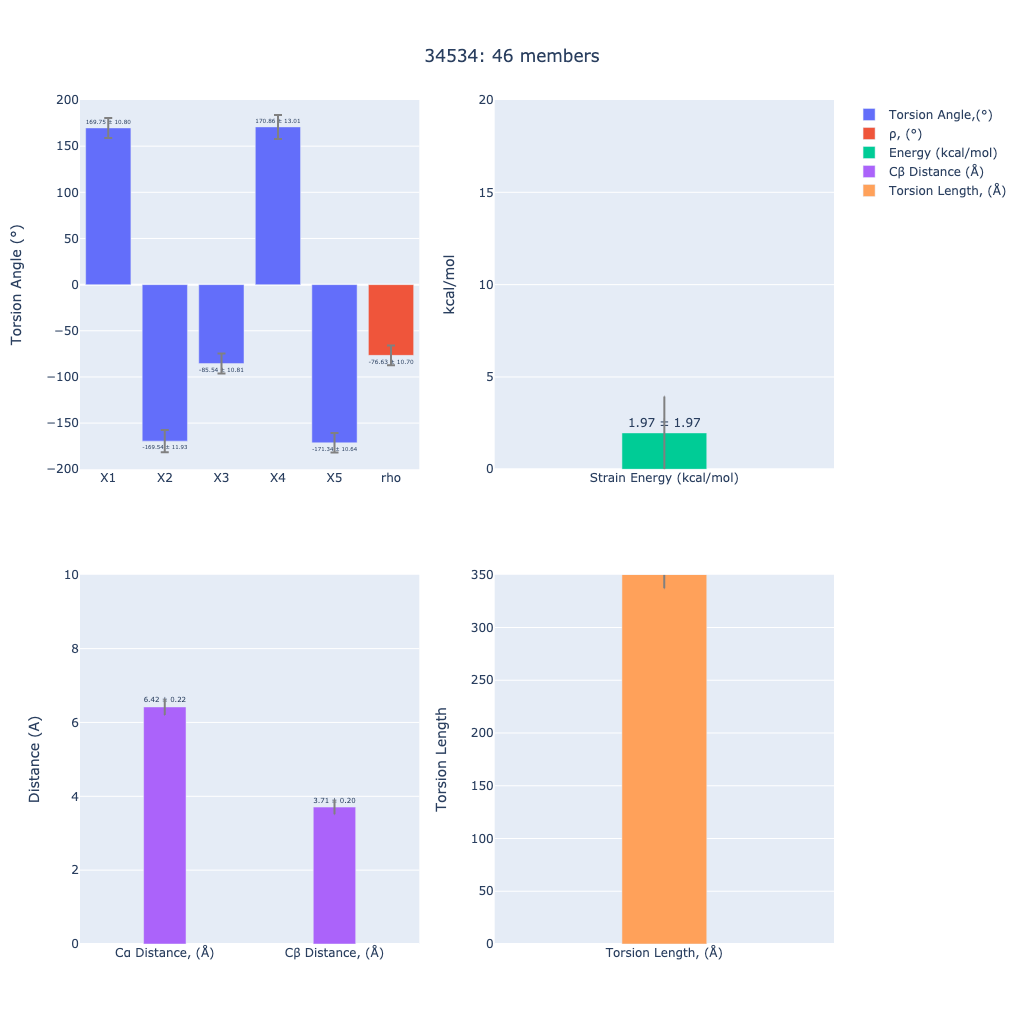 34534: 46 members
Torsion Angle (°)
200
150
100
50
0
−50
−100
−150
−200
169.75 ± 10.80
-169.54 ± 11.93
-85.54 ± 10.81
170.86 ± 13.01
-171.34 ± 10.64
-76.63 ± 10.70
X1 X2 X3 X4 X5 rho
kcal/mol
20
15
10
5
0
1.97 ± 1.97
Strain Energy (kcal/mol)
Torsion Angle,(°)
ρ, (°)
Energy (kcal/mol)
Cβ Distance (Å)
Torsion Length, (Å)
Distance (A)
10
8
6
4
2
0
6.42 ± 0.22
3.71 ± 0.20
Cα Distance, (Å) Cβ Distance, (Å)
Torsion Length
350
300
250
200
150
100
50
0
Torsion Length, (Å)